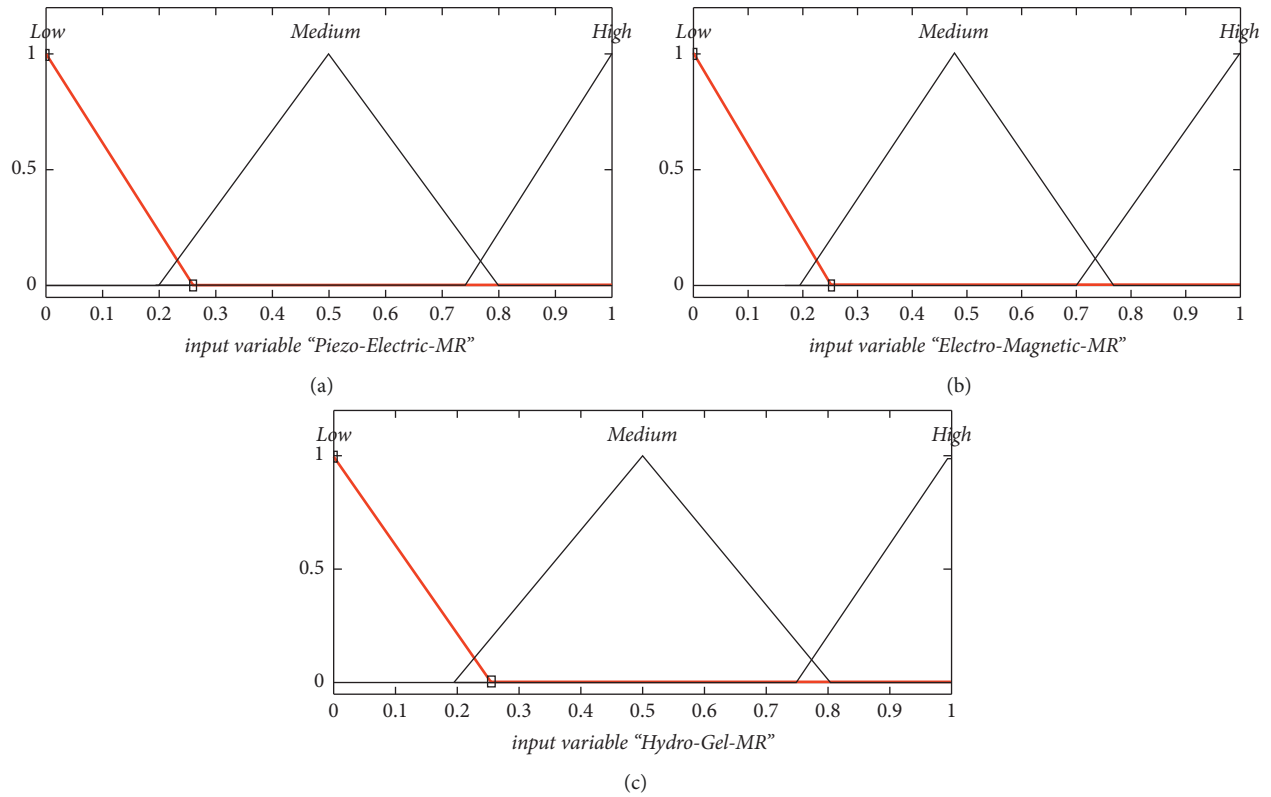 Low Medium High
1
0.5
0
0 0.1 0.2 0.3 0.4 0.5 0.6 0.7 0.8 0.9 1
input variable “Piezo-Electric-MR”
(a)
Low Medium High
1
0.5
0
0 0.1 0.2 0.3 0.4 0.5 0.6 0.7 0.8 0.9 1
input variable “Electro-Magnetic-MR”
(b)
Low Medium High
1
0.5
0
0 0.1 0.2 0.3 0.4 0.5 0.6 0.7 0.8 0.9 1
input variable “Hydro-Gel-MR”
(c)